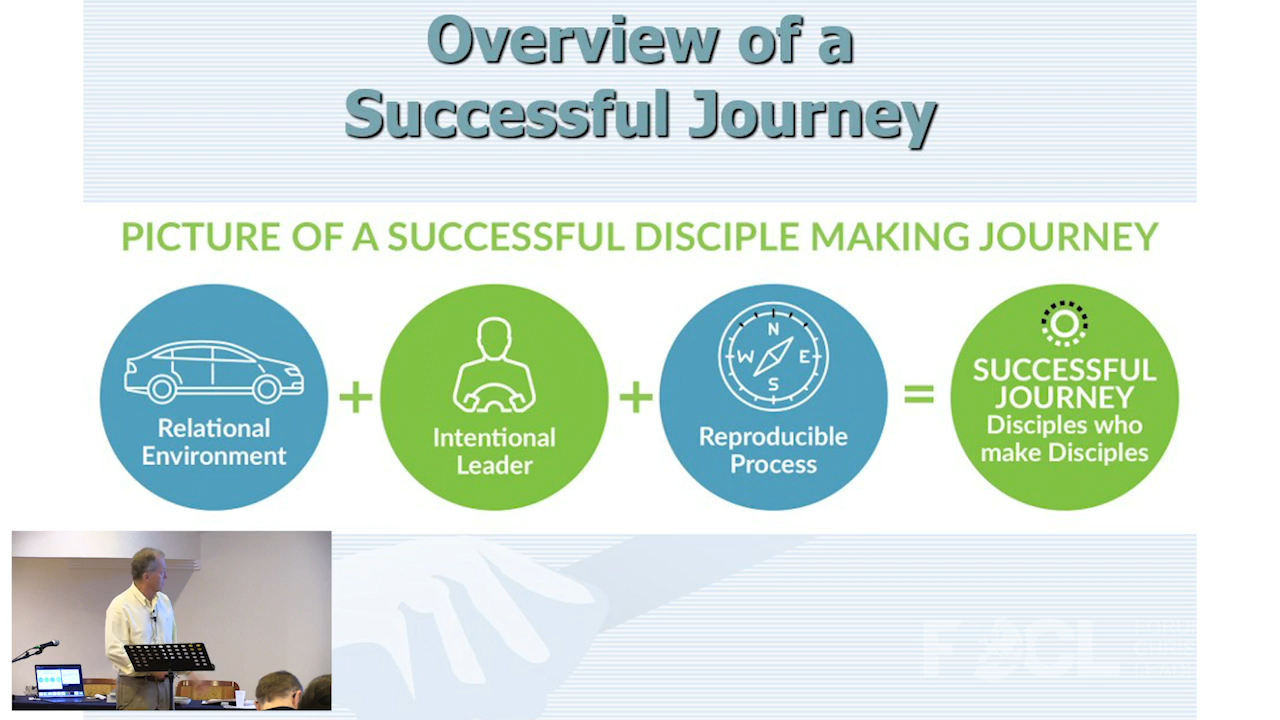 Overview of a
Successful Journey
PICTURE OF A SUCCESSFUL DISCIPLE MAKING JOURNEY
Relational
Environment
+
Intentional
Leader
+
N
W E
S
Reproducible
Process
=
SUCCESSFUL
JOURNEY
Disciples who
make Disciples